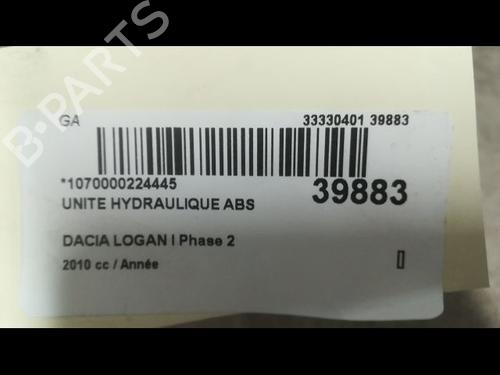 B-PARTS
GA 33330401 39883
*1070000224445 39883
UNITE HYDRAULIQUE ABS
DACIA LOGAN I Phase 2
2010 cc / Année